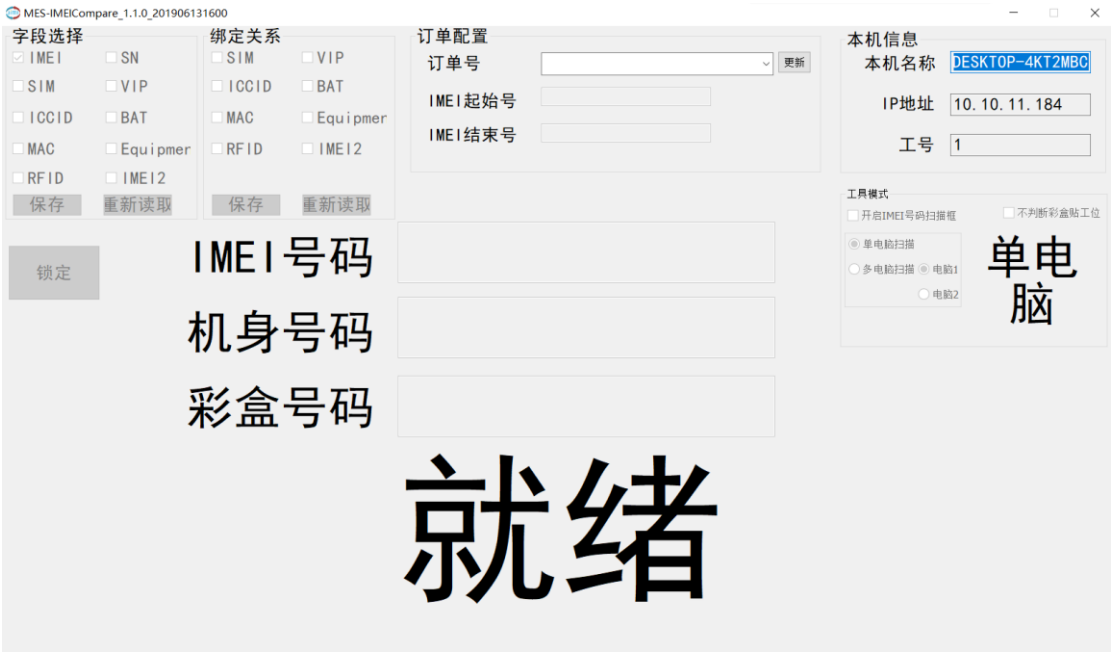 MES-IMEICompare_1.1.0_201906131600
字段选择
IMEI
SN
SIM
VIP
ICCID
BAT
MAC
Equipmer
RFID
IMEI2
保存
重新读取
绑定关系
SIM
VIP
ICCID
BAT
MAC
Equipmer
RFID
IMEI2
保存
重新读取
订单配置
订单号
更新
IMEI起始号
IMEI结束号
本机信息
本机名称 DESKTOP-4KT2MBC
IP地址 10.10.11.184
工号 1
工具模式
开启IMEI号码扫描框
不判断彩盒贴工位
单电脑扫描
多电脑扫描
电脑1
电脑2
单电
脑
锁定
IMEI号码
机身号码
彩盒号码
就绪